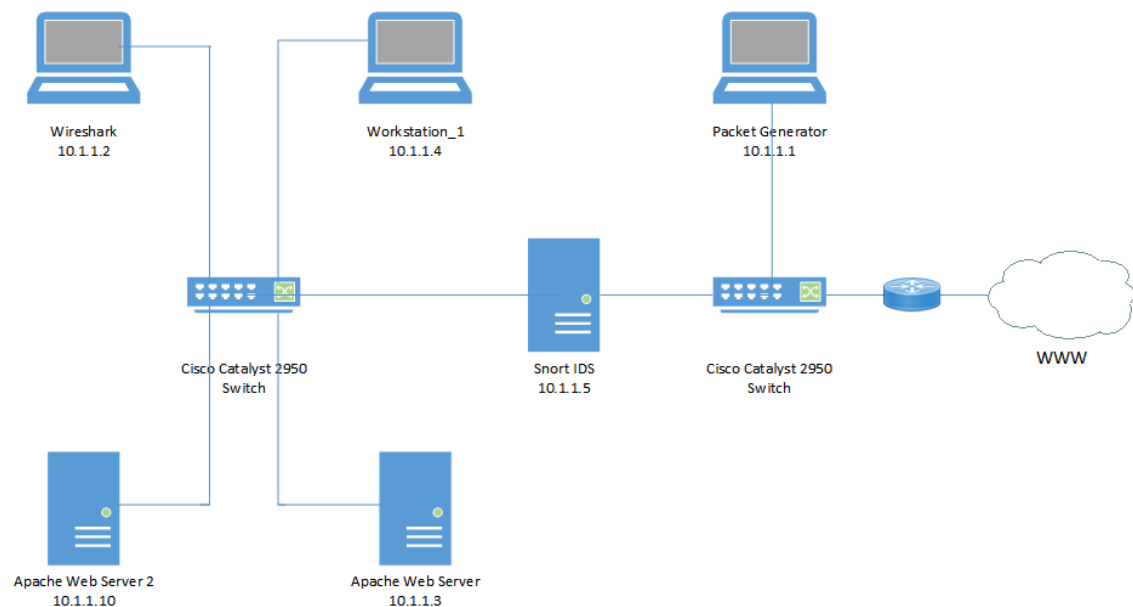 Wireshark
10.1.1.2
Workstation_1
10.1.1.4
Packet Generator
10.1.1.1
Cisco Catalyst 2950
Switch
Snort IDS
10.1.1.5
Cisco Catalyst 2950
Switch
WWW
Apache Web Server 2
10.1.1.10
Apache Web Server
10.1.1.3